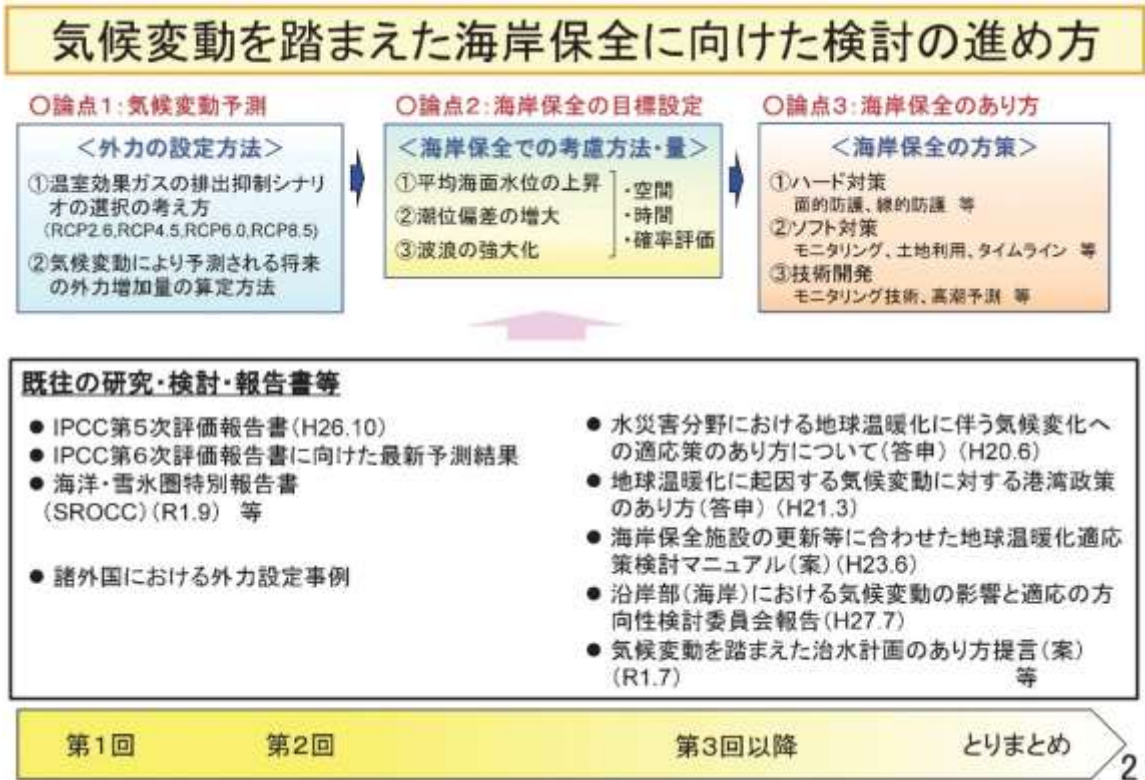 気候変動を踏まえた海岸保全に向けた検討の進め方
○論点1:気候変動予測
<外力の設定方法>
①温室効果ガスの排出抑制シナリ
オの選択の考え方
(RCP2.6,RCP4.5,RCP6.0,RCP8.5)
②気候変動により予測される将来
の外力増加量の算定方法
○論点2:海岸保全の目標設定
<海岸保全での考慮方法・量>
①平均海面水位の上昇
②潮位偏差の増大
③波浪の強大化
・空間
・時間
・確率評価
○論点3:海岸保全のあり方
<海岸保全の方策>
①ハード対策
面的防護、線的防護 等
②ソフト対策
モニタリング、土地利用、タイムライン 等
③技術開発
モニタリング技術、高潮予測 等
既往の研究・検討・報告書等
● IPCC第5次評価報告書(H26.10)
● IPCC第6次評価報告書に向けた最新予測結果
● 海洋・雪氷圏特別報告書
(SROCC)(R1.9) 等
● 諸外国における外力設定事例
● 水災害分野における地球温暖化に伴う気候変化へ
の適応策のあり方について(答申) (H20.6)
● 地球温暖化に起因する気候変動に対する港湾政策
のあり方(答申) (H21.3)
● 海岸保全施設の更新等に合わせた地球温暖化適応
策検討マニュアル(案)(H23.6)
● 沿岸部(海岸)における気候変動の影響と適応の方
向性検討委員会報告(H27.7)
● 気候変動を踏まえた治水計画のあり方提言(案)
(R1.7) 等
第1回 第2回 第3回以降 とりまとめ
2